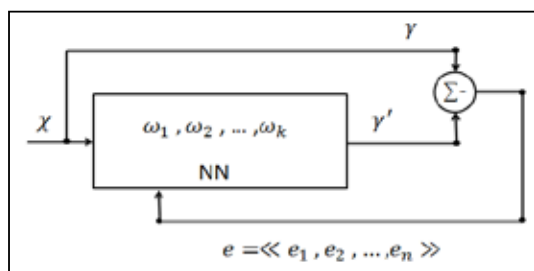 γ
Σ-
χ
ω₁ , ω₂ , ... ,ωₖ
γ′
NN
e =≪ e₁ , e₂ , ... ,eₙ ≫